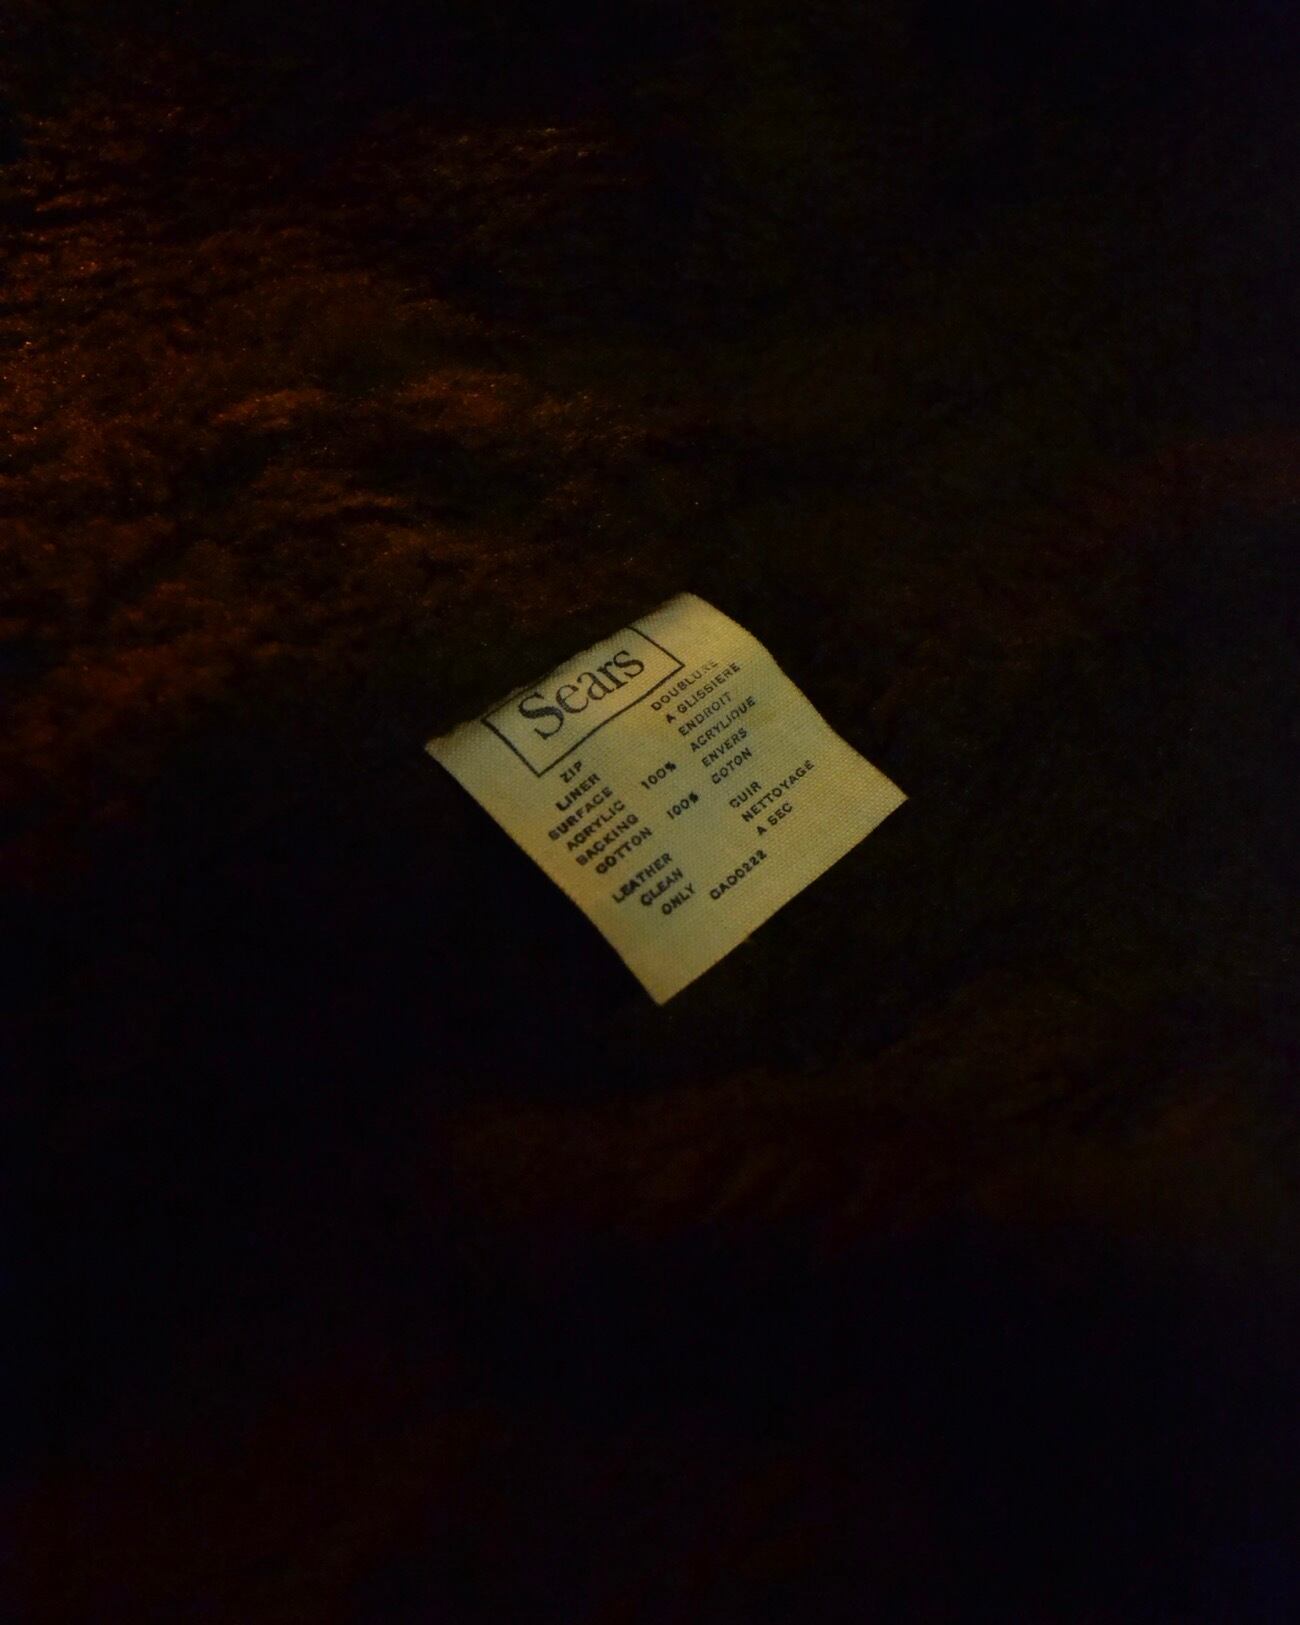 Sears
ZIP
LINER
SURFACE
ACRYLIC 100%
BACKING
COTTON 100%
LEATHER
CLEAN
ONLY
DOUBLURE
A GLISSIERE
ENDROIT
ACRYLIQUE
ENVERS
COTON
CUIR
NETTOYAGE
A SEC
CA00222